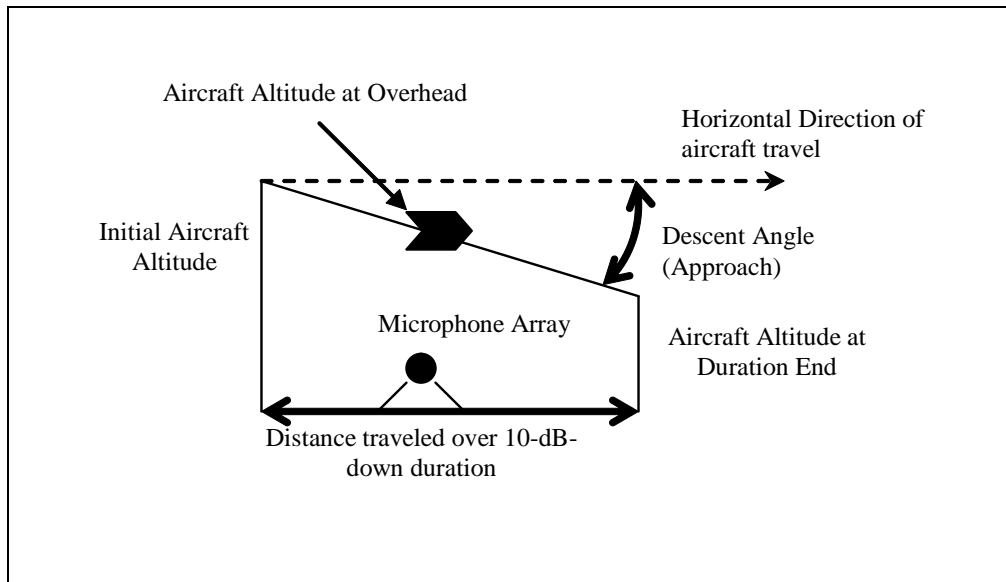 Aircraft Altitude at Overhead
Horizontal Direction of
aircraft travel
Initial Aircraft
Altitude
Descent Angle
(Approach)
Microphone Array
Aircraft Altitude at
Duration End
Distance traveled over 10-dB-
down duration